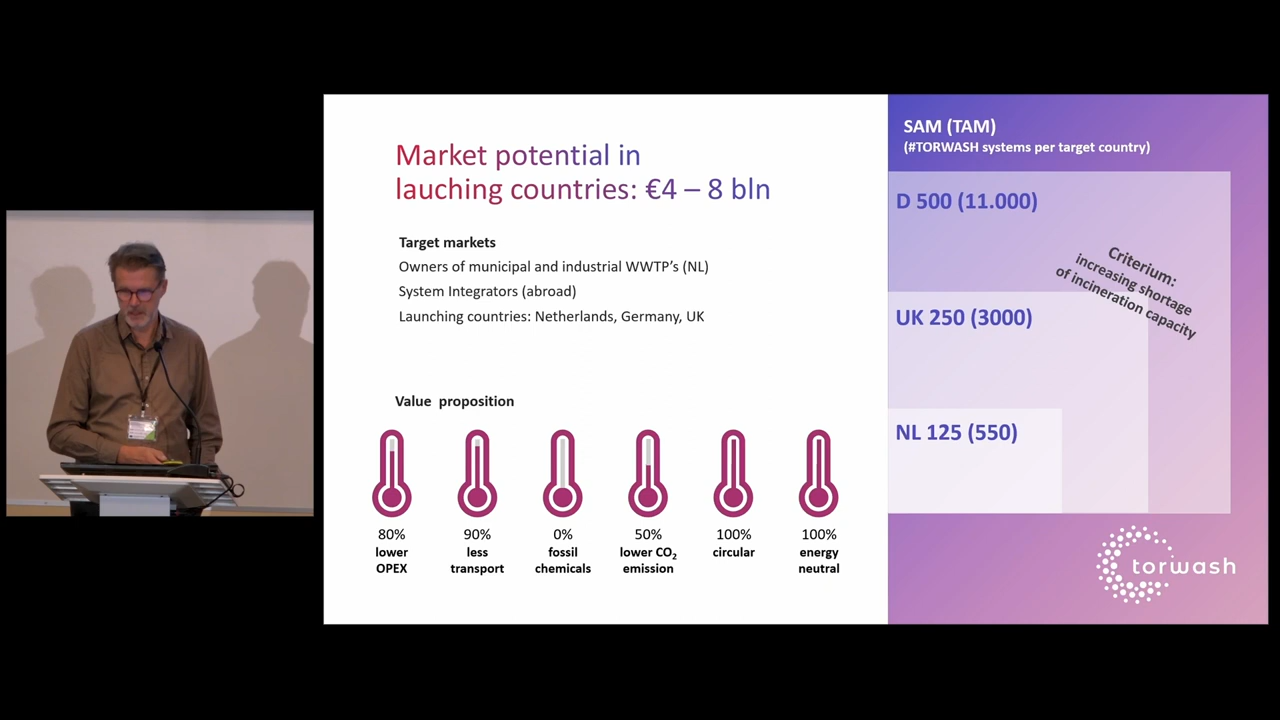 Market potential in
lauching countries: €4 – 8 bln
Target markets
Owners of municipal and industrial WWTP's (NL)
System Integrators (abroad)
Launching countries: Netherlands, Germany, UK
Value proposition
80%
lower
OPEX
90%
less
transport
0%
fossil
chemicals
50%
lower CO₂
emission
100%
circular
100%
energy
neutral
SAM (TAM)
(#TORWASH systems per target country)
D 500 (11.000)
Criterium:
increasing shortage
of incineration capacity
UK 250 (3000)
NL 125 (550)
torwash